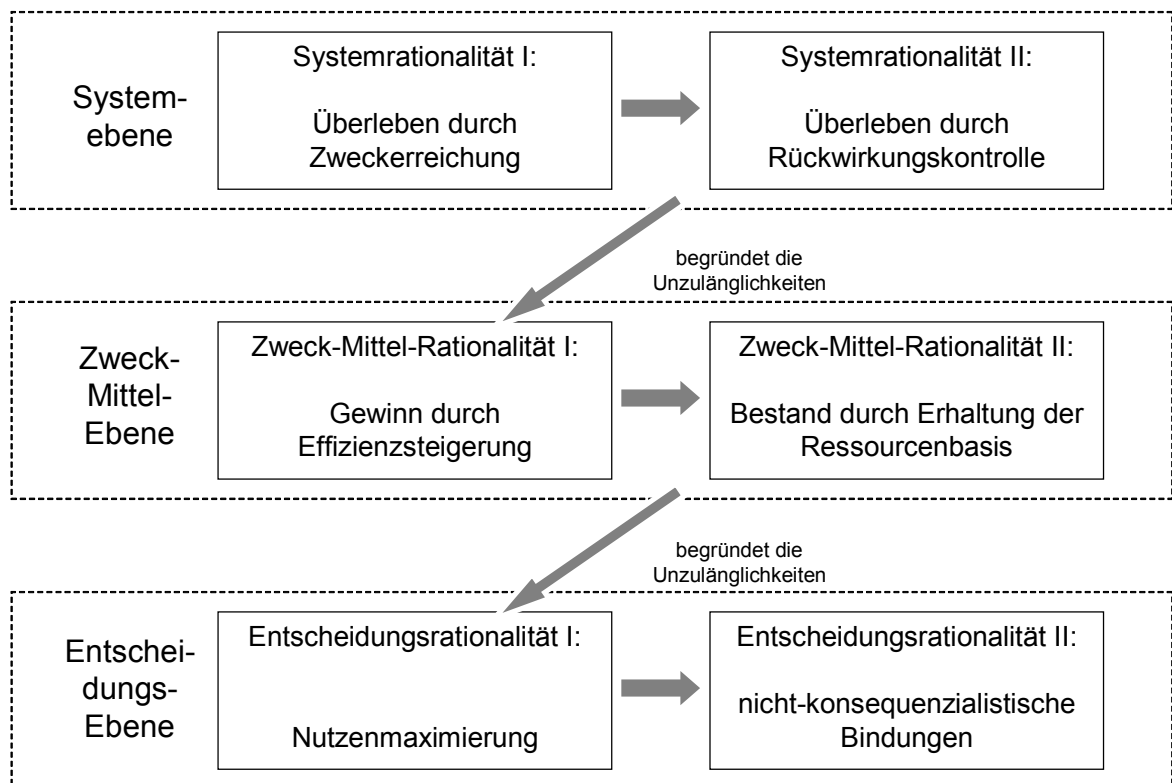 System-
ebene
Systemrationalität I:
Überleben durch
Zweckerreichung
Systemrationalität II:
Überleben durch
Rückwirkungskontrolle
begründet die
Unzulänglichkeiten
Zweck-
Mittel-
Ebene
Zweck-Mittel-Rationalität I:
Gewinn durch
Effizienzsteigerung
Zweck-Mittel-Rationalität II:
Bestand durch Erhaltung der
Ressourcenbasis
begründet die
Unzulänglichkeiten
Entschei-
dungs-
Ebene
Entscheidungsrationalität I:
Nutzenmaximierung
Entscheidungsrationalität II:
nicht-konsequenzialistische
Bindungen